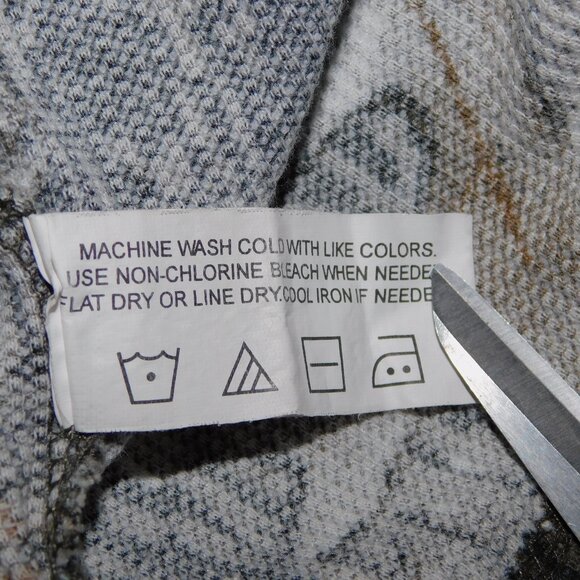 MACHINE WASH COLD WITH LIKE COLORS.
USE NON-CHLORINE BLEACH WHEN NEEDE
FLAT DRY OR LINE DRY.COOL IRON IF NEEDE